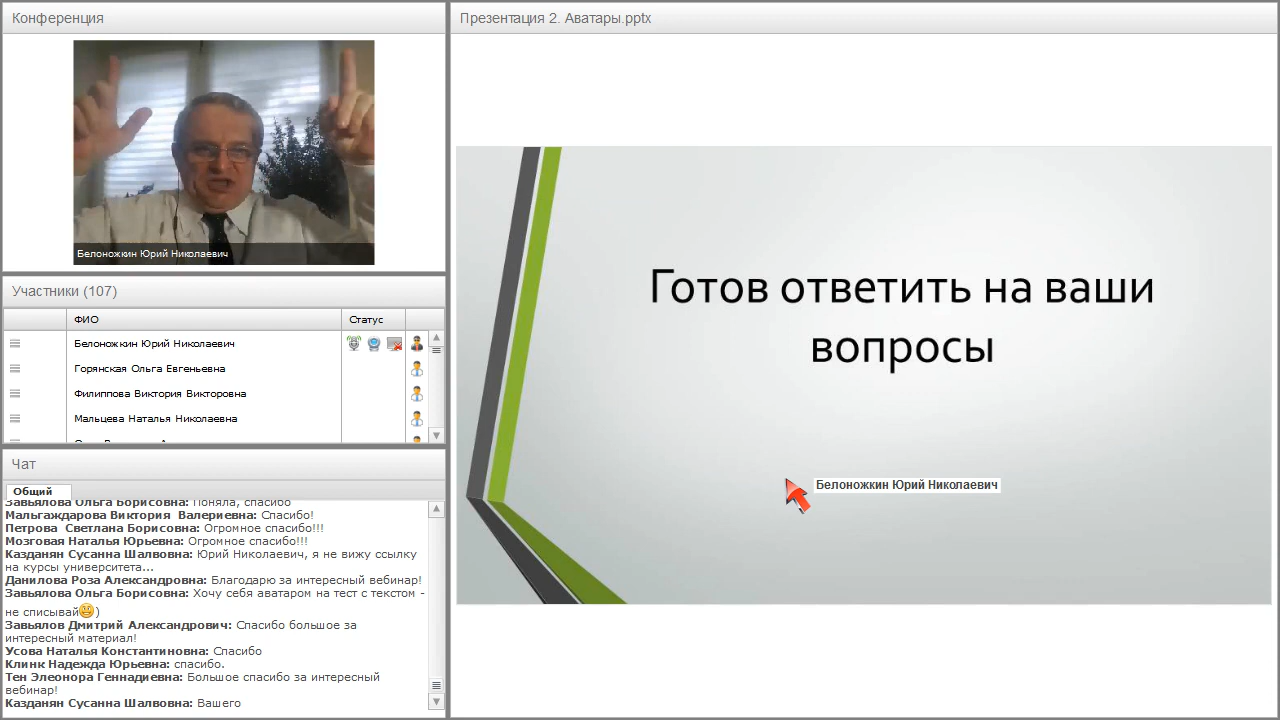 Конференция
Белоножкин Юрий Николаевич
Участники (107)
ФИО
Статус
Белоножкин Юрий Николаевич
Горянская Ольга Евгеньевна
Филиппова Виктория Викторовна
Мальцева Наталья Николаевна
Чат
Общий
Завьялова Ольга Борисовна: Поняла, спасибо
Мальгаждарова Виктория Валериевна: Спасибо!
Петрова Светлана Борисовна: Огромное спасибо!!!
Мозговая Наталья Юрьевна: Огромное спасибо!!!
Казданян Сусанна Шалвовна: Юрий Николаевич, я не вижу ссылку
на курсы университета...
Данилова Роза Александровна: Благодарю за интересный вебинар!
Завьялова Ольга Борисовна: Хочу себя аватаром на тест с текстом -
не списывай )
Завьялов Дмитрий Александрович: Спасибо большое за
интересный материал!
Усова Наталья Константиновна: Спасибо
Клинк Надежда Юрьевна: спасибо.
Тен Элеонора Геннадиевна: Большое спасибо за интересный
вебинар!
Казданян Сусанна Шалвовна: Вашего
Презентация 2. Аватары.pptx
Готов ответить на ваши
вопросы
Белоножкин Юрий Николаевич